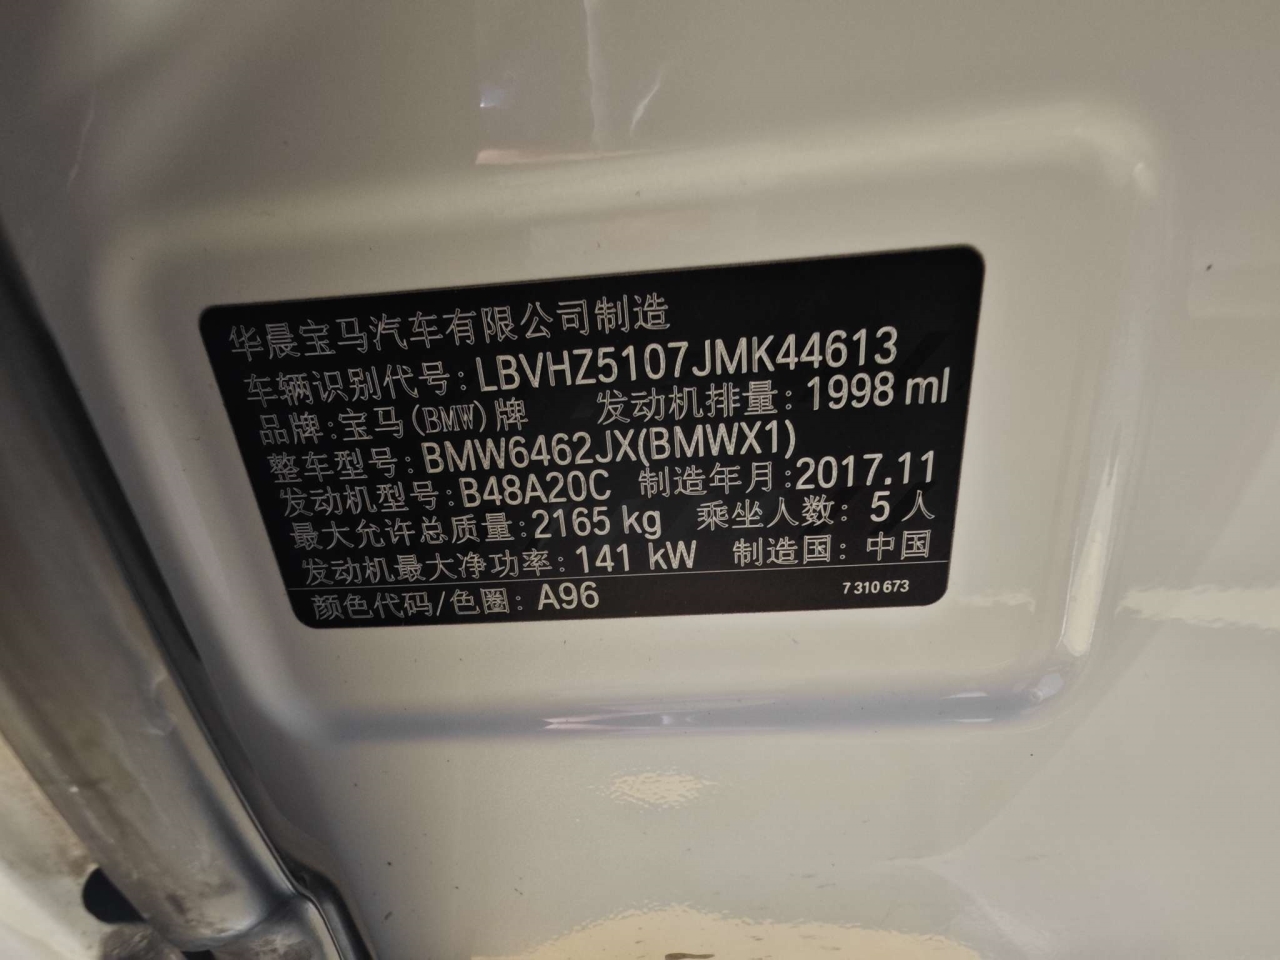 华晨宝马汽车有限公司制造
车辆识别代号:LBVHZ5107JMK44613
品牌:宝马(BMW)牌 发动机排量:1998 ml
整车型号:BMW6462JX(BMWX1)
发动机型号:B48A20C 制造年月:2017.11
最大允许总质量:2165 kg 乘坐人数:5人
发动机最大净功率:141 kW 制造国:中国
颜色代码/色圈:A96 7 310 673